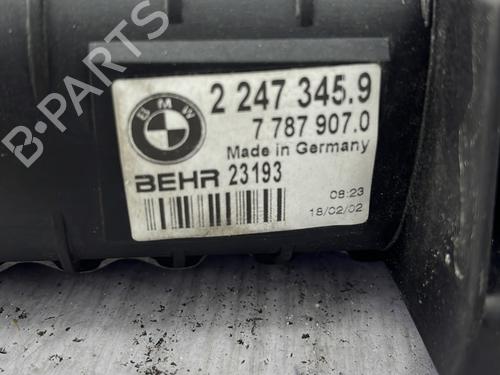 B-PARTS
BMW
2 247 345.9
7 787 907.0
Made in Germany
BEHR 23193
08:23
18/02/02